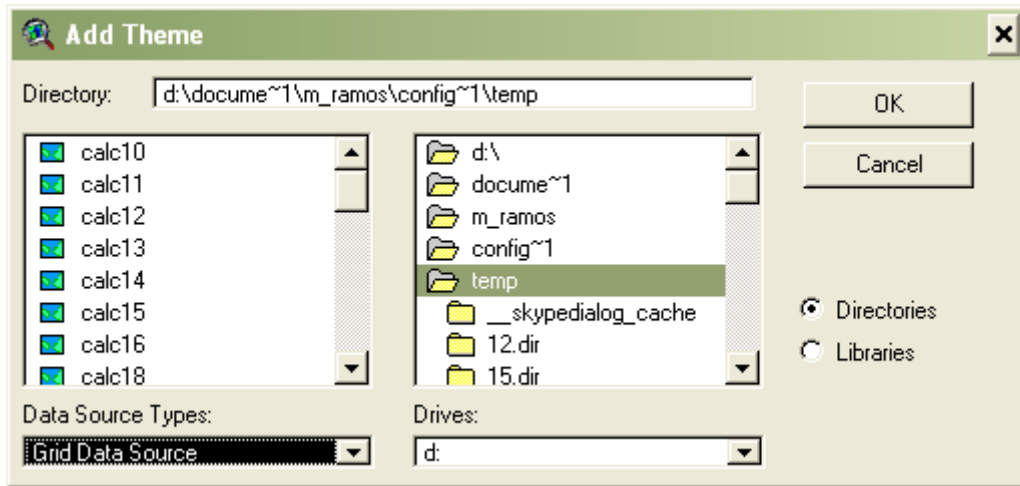 Add Theme
Directory: d:\docume~1\m_ramos\config~1\temp
OK
Cancel
calc10
calc11
calc12
calc13
calc14
calc15
calc16
calc18
d:\
docume~1
m_ramos
config~1
temp
__skypedialog_cache
12.dir
15.dir
Directories
Libraries
Data Source Types:
Grid Data Source
Drives:
d: